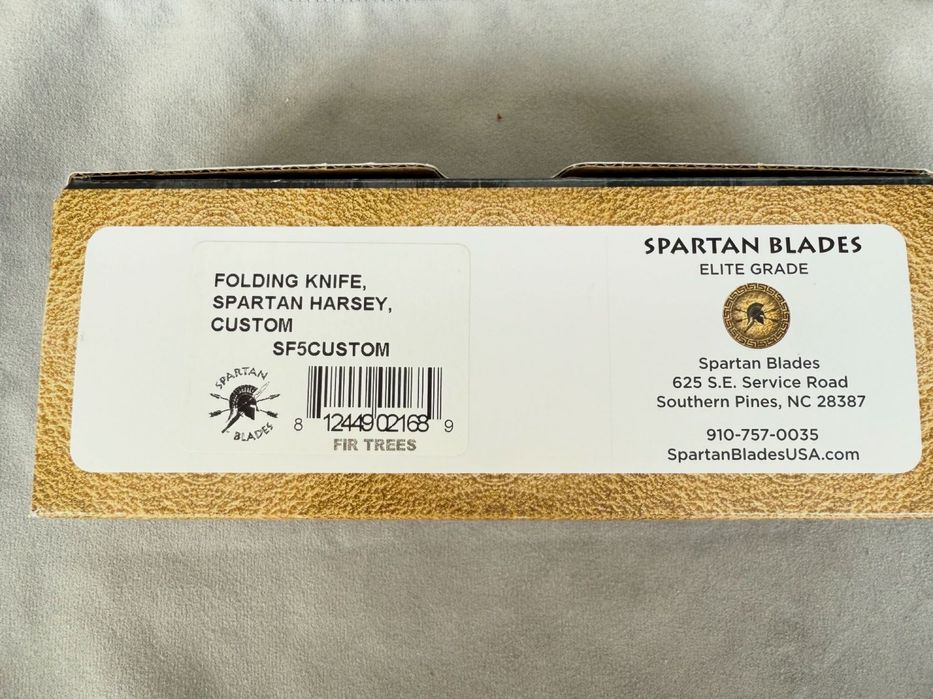 FOLDING KNIFE,
SPARTAN HARSEY,
CUSTOM
SF5CUSTOM
SPARTAN
BLADES
8 12449 02168 9
FIR TREES
SPARTAN BLADES
ELITE GRADE
Spartan Blades
625 S.E. Service Road
Southern Pines, NC 28387
910-757-0035
SpartanBladesUSA.com